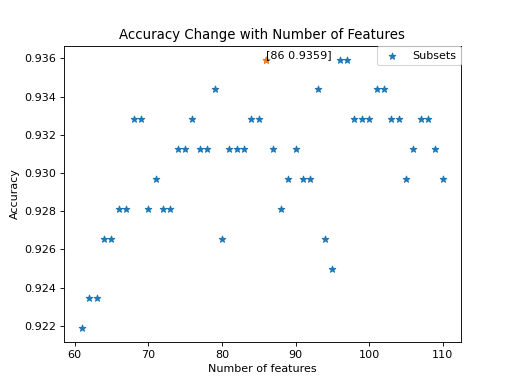 Accuracy Change with Number of Features
[86 0.9359]
Subsets
0.936
0.934
0.932
0.930
0.928
0.926
0.924
0.922
Accuracy
60 70 80 90 100 110
Number of features